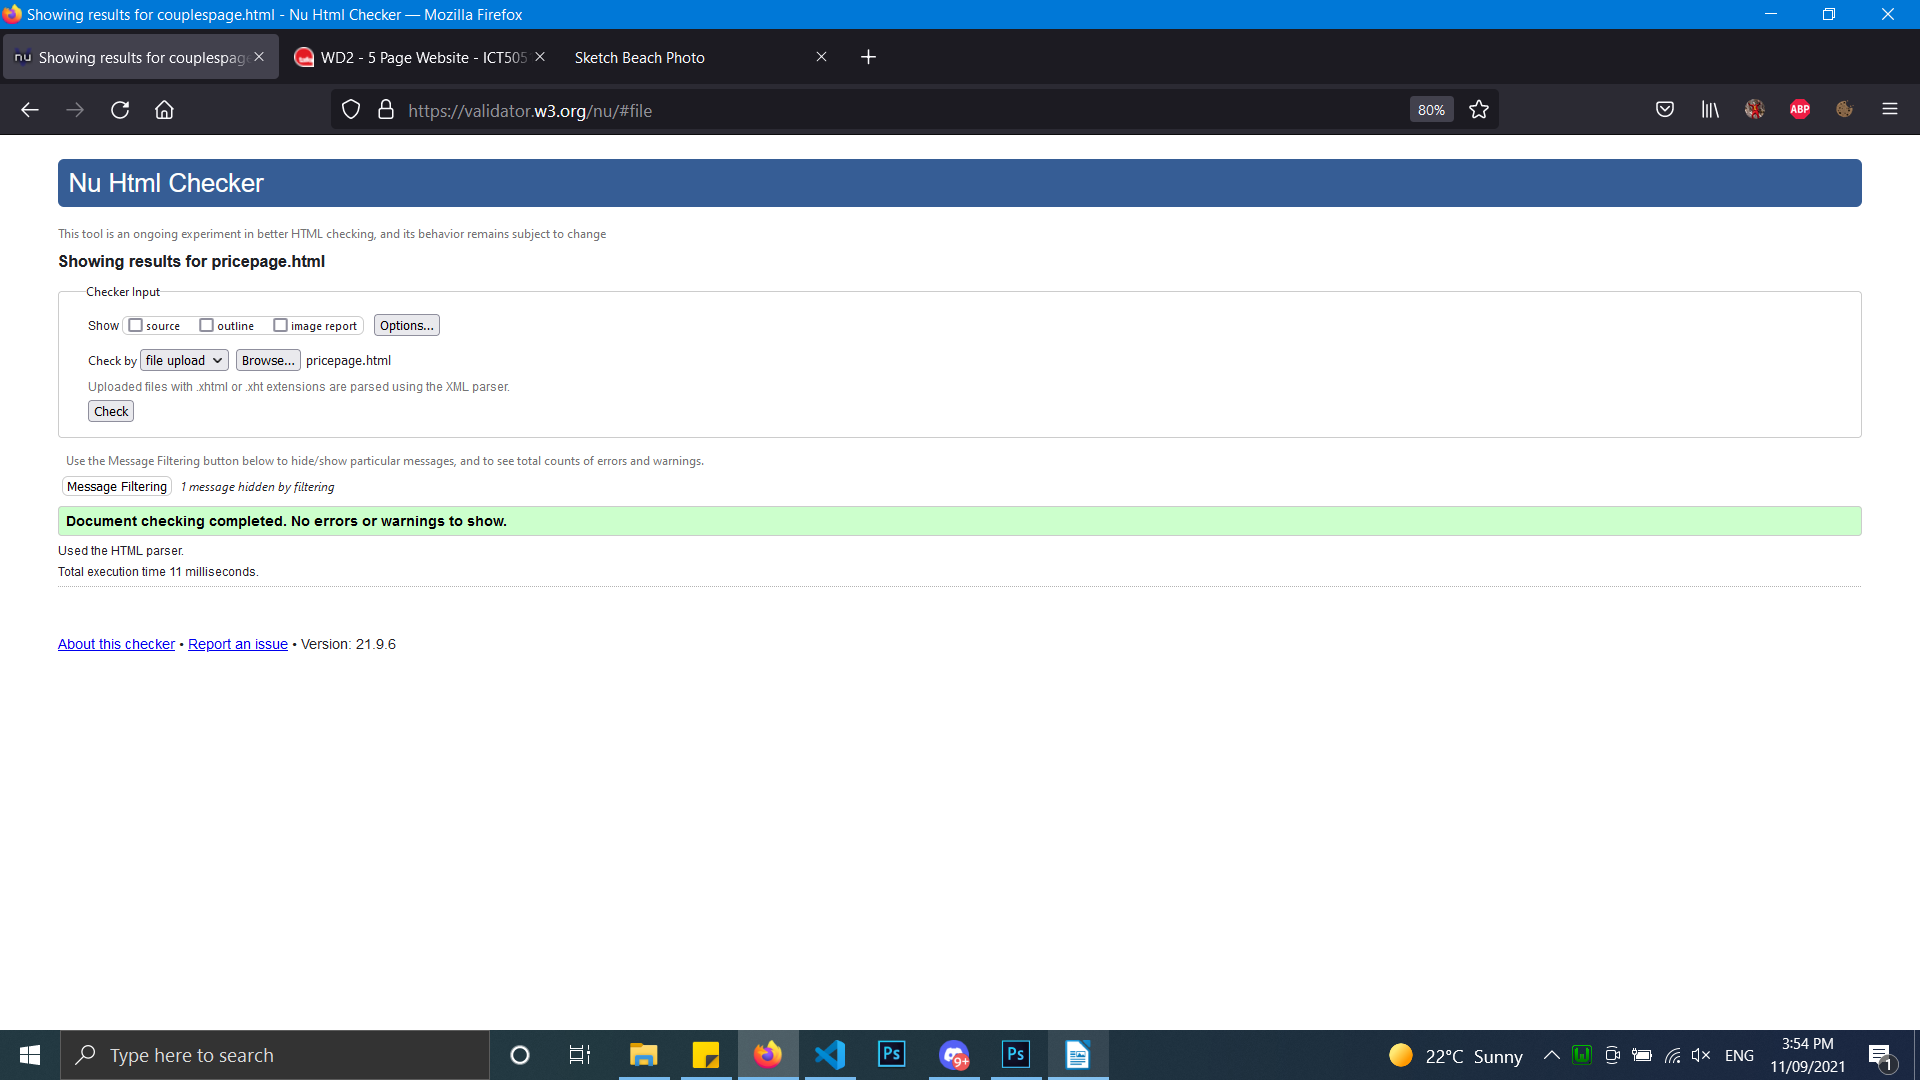 Showing results for couplespage.html - Nu Html Checker — Mozilla Firefox
nu Showing results for couplespage
WD2 - 5 Page Website - ICT505
Sketch Beach Photo
https://validator.w3.org/nu/#file
80%
ABP
Nu Html Checker
This tool is an ongoing experiment in better HTML checking, and its behavior remains subject to change
Showing results for pricepage.html
Checker Input
Show source outline image report Options...
Check by file upload Browse... pricepage.html
Uploaded files with .xhtml or .xht extensions are parsed using the XML parser.
Check
Use the Message Filtering button below to hide/show particular messages, and to see total counts of errors and warnings.
Message Filtering 1 message hidden by filtering
Document checking completed. No errors or warnings to show.
Used the HTML parser.
Total execution time 11 milliseconds.
About this checker • Report an issue • Version: 21.9.6
Type here to search
Ps
9+
Ps
22°C Sunny
ENG
3:54 PM
11/09/2021
1